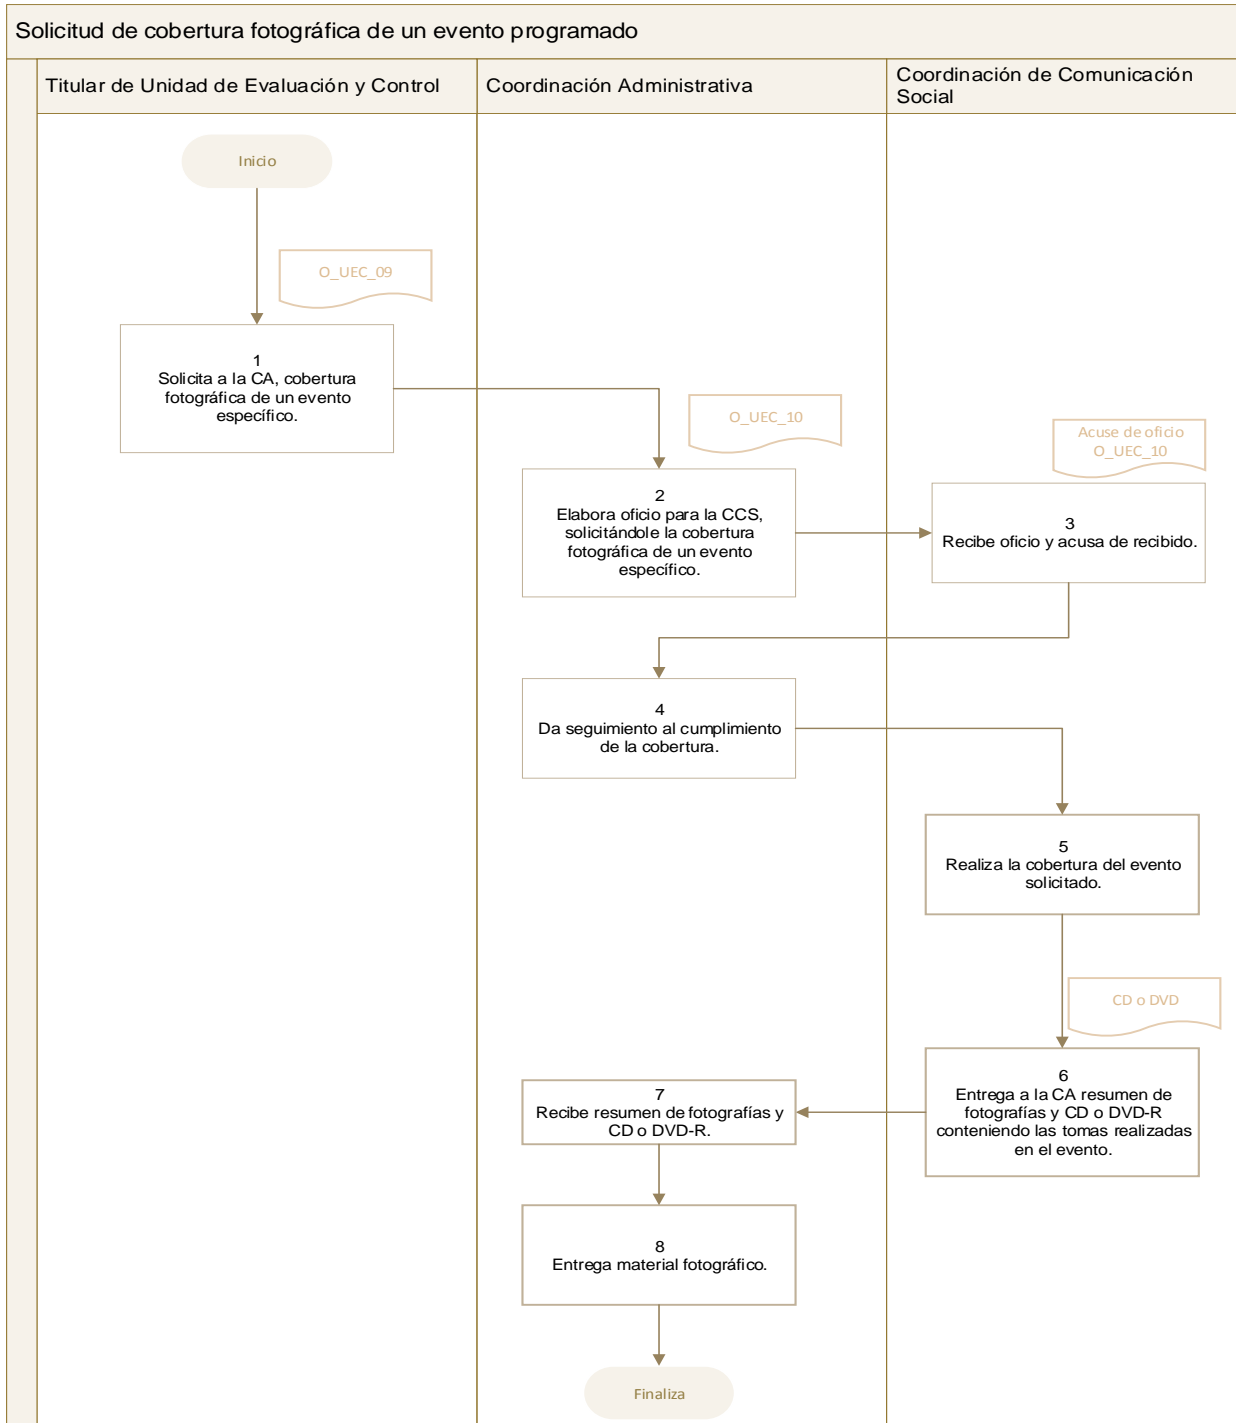 Solicitud de cobertura fotográfica de un evento programado
Titular de Unidad de Evaluación y Control
Coordinación Administrativa
Coordinación de Comunicación
Social
Inicio
O_UEC_09
1
Solicita a la CA, cobertura
fotográfica de un evento
específico.
O_UEC_10
2
Elabora oficio para la CCS,
solicitándole la cobertura
fotográfica de un evento
específico.
Acuse de oficio
O_UEC_10
3
Recibe oficio y acusa de recibido.
4
Da seguimiento al cumplimiento
de la cobertura.
5
Realiza la cobertura del evento
solicitado.
CD o DVD
6
Entrega a la CA resumen de
fotografías y CD o DVD-R
conteniendo las tomas realizadas
en el evento.
7
Recibe resumen de fotografías y
CD o DVD-R.
8
Entrega material fotográfico.
Finaliza